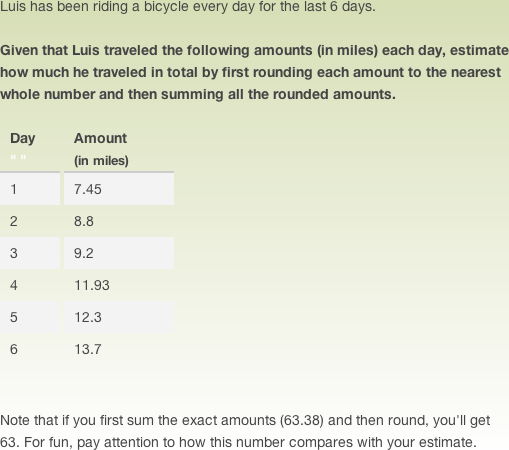 Luis has been riding a bicycle every day for the last 6 days.
Given that Luis traveled the following amounts (in miles) each day, estimate
how much he traveled in total by first rounding each amount to the nearest
whole number and then summing all the rounded amounts.
Day Amount
" " (in miles)
1 7.45
2 8.8
3 9.2
4 11.93
5 12.3
6 13.7
Note that if you first sum the exact amounts (63.38) and then round, you'll get
63. For fun, pay attention to how this number compares with your estimate.